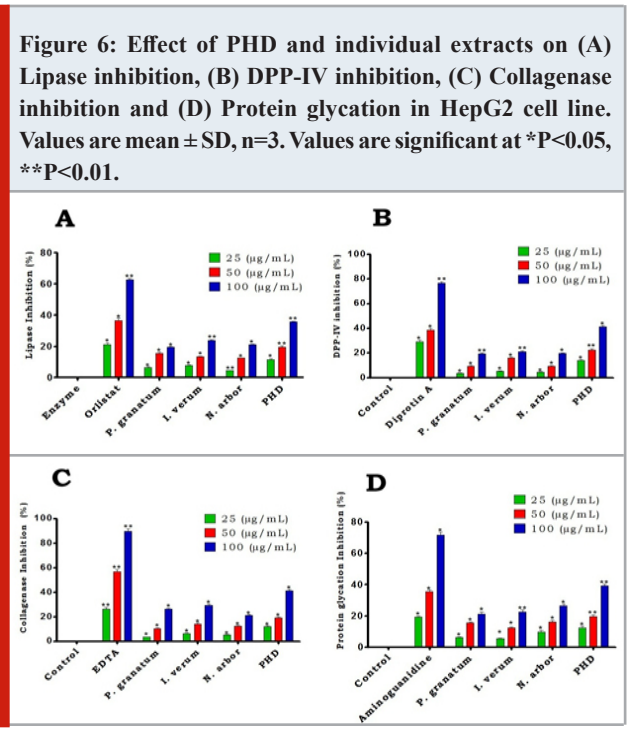 Figure 6: Effect of PHD and individual extracts on (A)
Lipase inhibition, (B) DPP-IV inhibition, (C) Collagenase
inhibition and (D) Protein glycation in HepG2 cell line.
Values are mean ± SD, n=3. Values are significant at *P<0.05,
**P<0.01.
A
Lipase Inhibition (%)
80
60
40
20
0
25 (µg/mL)
50 (µg/mL)
100 (µg/mL)
Enzyme
Orlistat
P. granatum
I. verum
N. arbor
PHD
B
DPP-IV inhibition (%)
100
80
60
40
20
0
25 (µg/mL)
50 (µg/mL)
100 (µg/mL)
Control
Diprotin A
P. granatum
I. verum
N. arbor
PHD
C
Collagenase Inhibition (%)
100
80
60
40
20
0
25 (µg/mL)
50 (µg/mL)
100 (µg/mL)
Control
EDTA
P. granatum
I. verum
N. arbor
PHD
D
Protein glycation Inhibition (%)
80
60
40
20
0
25 (µg/mL)
50 (µg/mL)
100 (µg/mL)
Control
Aminoguanidine
P. granatum
I. verum
N. arbor
PHD